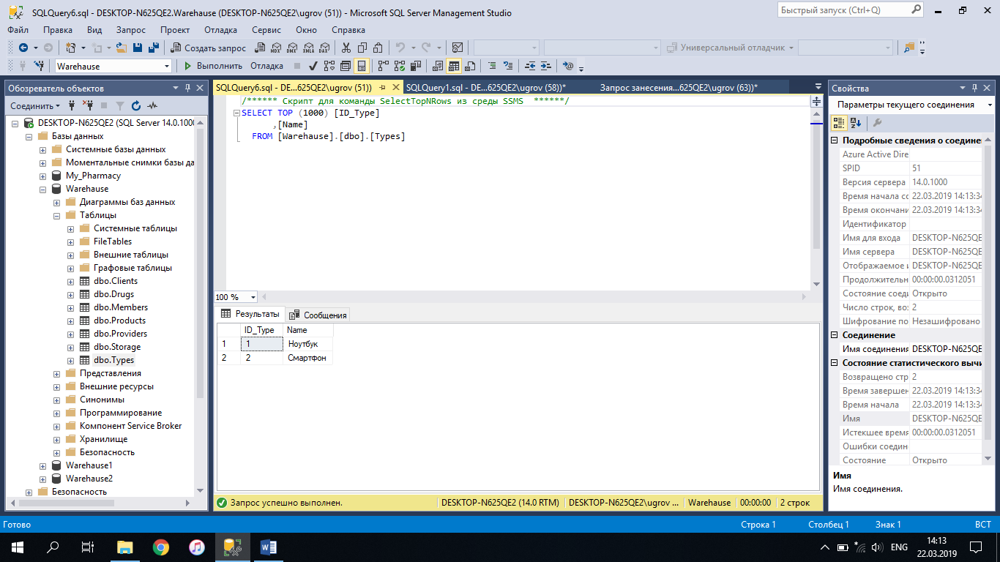 SQLQuery6.sql - DESKTOP-N625QE2.Warehause (DESKTOP-N625QE2\ugrov (51)) - Microsoft SQL Server Management Studio
Быстрый запуск (Ctrl+Q)
Файл Правка Вид Запрос Проект Отладка Сервис Окно Справка
Создать запрос MDX DMX XMLA DAX
Универсальный отладчик
Warehause
Выполнить Отладка
Обозреватель объектов
Соединить
DESKTOP-N625QE2 (SQL Server 14.0.1000
Базы данных
Системные базы данных
Моментальные снимки базы да
My_Pharmacy
Warehause
Диаграммы баз данных
Таблицы
Системные таблицы
FileTables
Внешние таблицы
Графовые таблицы
dbo.Clients
dbo.Drugs
dbo.Members
dbo.Products
dbo.Providers
dbo.Storage
dbo.Types
Представления
Внешние ресурсы
Синонимы
Программирование
Компонент Service Broker
Хранилище
Безопасность
Warehause1
Warehause2
Безопасность
SQLQuery6.sql - DE...625QE2\ugrov (51))
SQLQuery1.sql - DE...625QE2\ugrov (58))*
Запрос занесения...625QE2\ugrov (63))*
/****** Скрипт для команды SelectTopNRows из среды SSMS  ******/
SELECT TOP (1000) [ID_Type]
,[Name]
FROM [Warehause].[dbo].[Types]
100 %
Результаты Сообщения
ID_Type Name
1 1 Ноутбук
2 2 Смартфон
Запрос успешно выполнен.
DESKTOP-N625QE2 (14.0 RTM)
DESKTOP-N625QE2\ugrov ...
Warehause
00:00:00
2 строк
Свойства
Параметры текущего соединения
Подробные сведения о соедине
Azure Active Dire
SPID 51
Версия сервера 14.0.1000
Время начала сс 22.03.2019 14:13:34
Время окончани 22.03.2019 14:13:34
Идентификатор
Имя для входа DESKTOP-N625QE
Имя сервера DESKTOP-N625QE
Отображаемое и DESKTOP-N625QE
Продолжительн 00:00:00.0312051
Состояние соеди Открыто
Число строк, воз 2
Шифрование по Незашифровано
Соединение
Имя соединения DESKTOP-N625QE
Состояние статистического вычи
Возвращено стр 2
Время завершен 22.03.2019 14:13:34
Время начала 22.03.2019 14:13:34
Имя DESKTOP-N625QE
Истекшее время 00:00:00.0312051
Ошибки соедин
Состояние Открыто
Имя
Имя соединения.
Готово
Строка 1 Столбец 1 Знак 1 ВСТ
ENG
14:13
22.03.2019